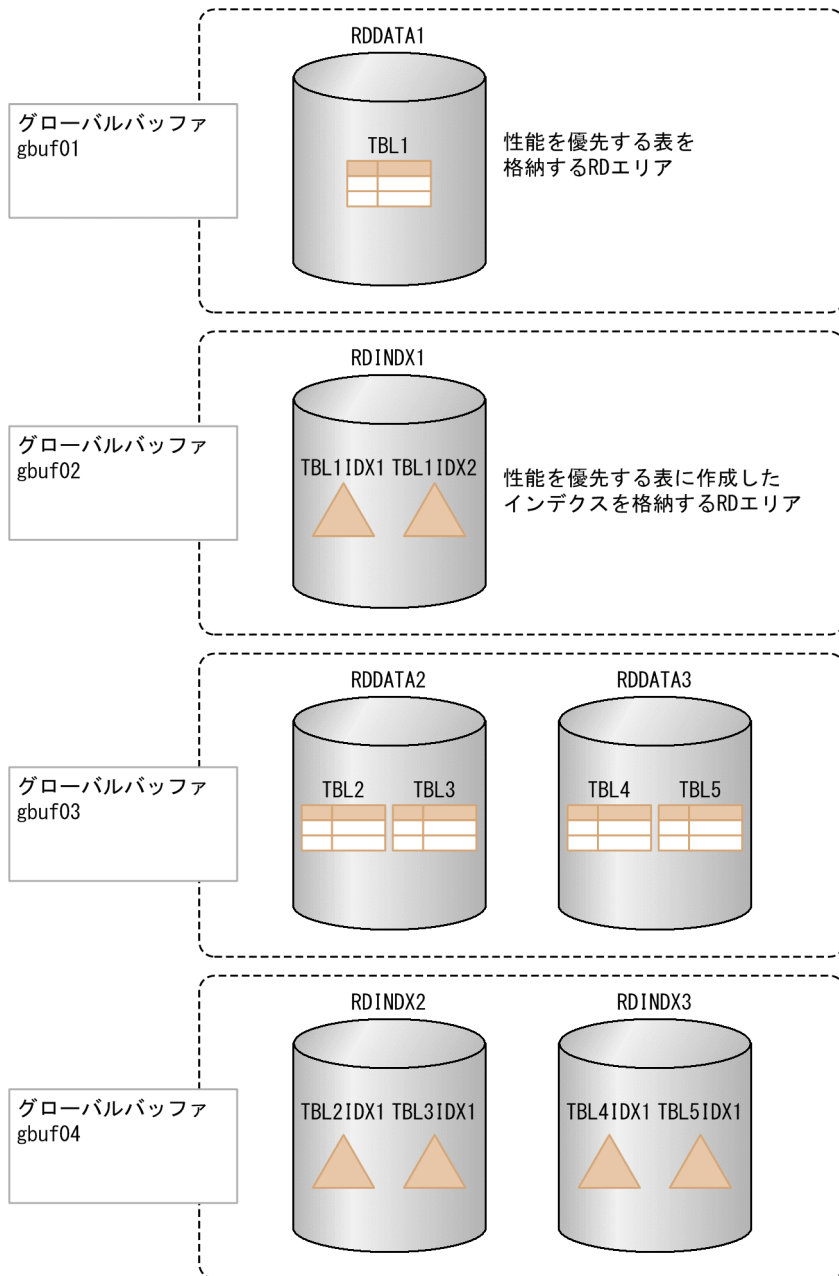 RDDATA1
グローバルバッファ
gbuf01
TBL1
性能を優先する表を
格納するRDエリア
RDINDX1
グローバルバッファ
gbuf02
TBL1IDX1 TBL1IDX2
性能を優先する表に作成した
インデクスを格納するRDエリア
RDDATA2 RDDATA3
グローバルバッファ
gbuf03
TBL2 TBL3 TBL4 TBL5
RDINDX2 RDINDX3
グローバルバッファ
gbuf04
TBL2IDX1 TBL3IDX1 TBL4IDX1 TBL5IDX1